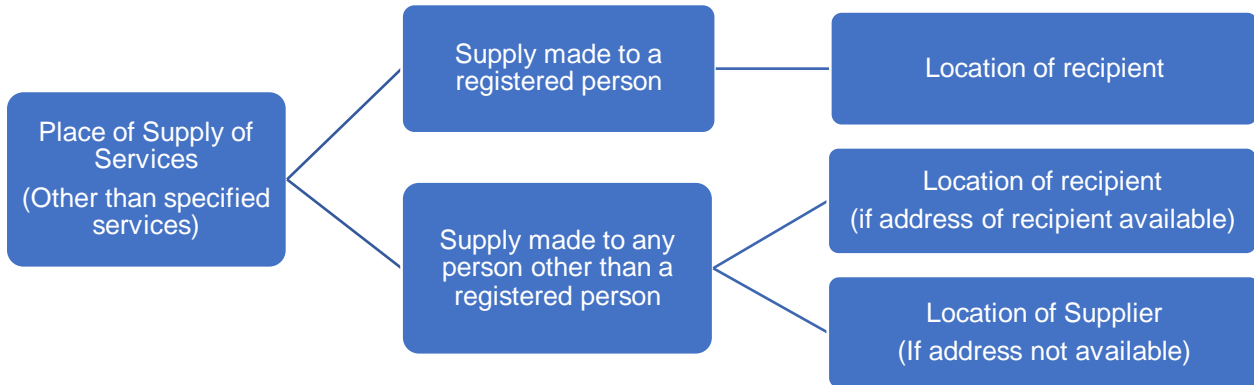 Place of Supply of
Services
(Other than specified
services)
Supply made to a
registered person
Location of recipient
Supply made to any
person other than a
registered person
Location of recipient
(if address of recipient available)
Location of Supplier
(If address not available)